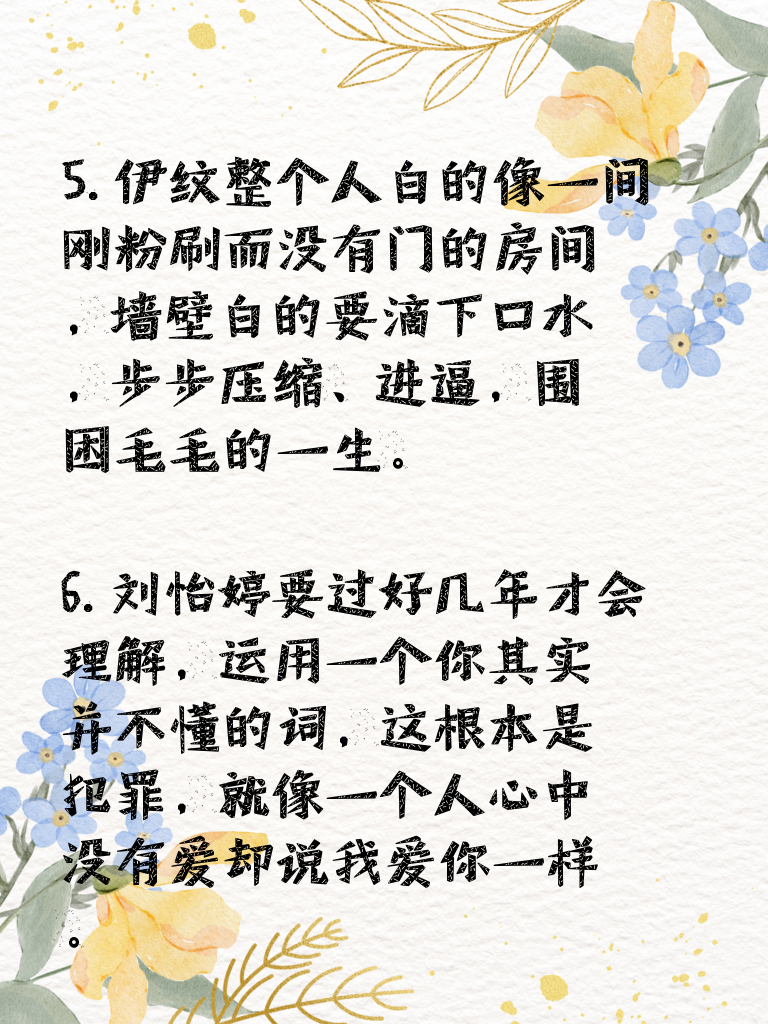 5. 伊纹整个人白的像一间
刚粉刷而没有门的房间
，墙壁白的要滴下口水
，步步压缩、进逼，围
困毛毛的一生。
6. 刘怡婷要过好几年才会
理解，运用一个你其实
并不懂的词，这根本是
犯罪，就像一个人心中
没有爱却说我爱你一样
。